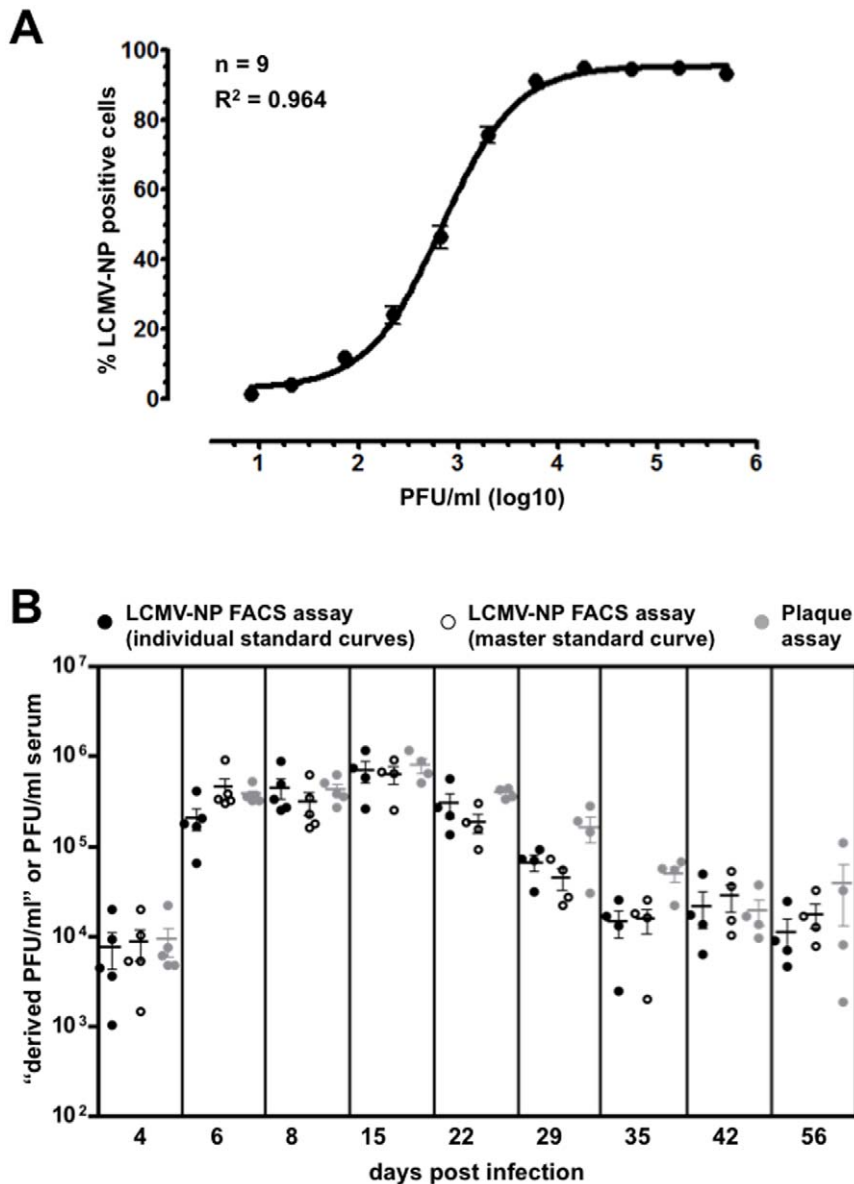 A
100
80
60
40
20
0
% LCMV-NP positive cells
n = 9
R² = 0.964
1 2 3 4 5 6
PFU/ml (log10)
B
LCMV-NP FACS assay
(individual standard curves)
LCMV-NP FACS assay
(master standard curve)
Plaque
assay
10⁷
10⁶
10⁵
10⁴
10³
10²
“derived PFU/ml” or PFU/ml serum
4 6 8 15 22 29 35 42 56
days post infection